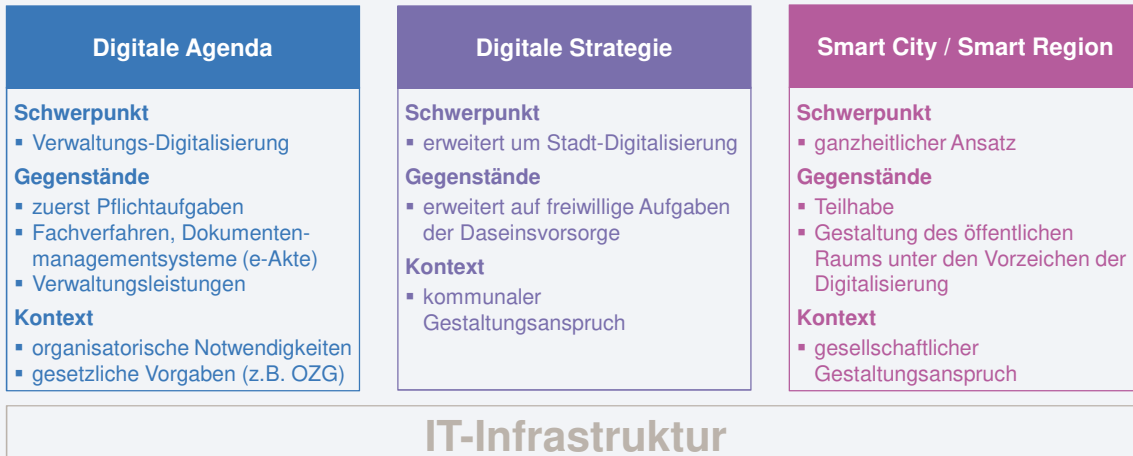 Digitale Agenda
Schwerpunkt
▪ Verwaltungs-Digitalisierung
Gegenstände
▪ zuerst Pflichtaufgaben
▪ Fachverfahren, Dokumenten-
managementsysteme (e-Akte)
▪ Verwaltungsleistungen
Kontext
▪ organisatorische Notwendigkeiten
▪ gesetzliche Vorgaben (z.B. OZG)
Digitale Strategie
Schwerpunkt
▪ erweitert um Stadt-Digitalisierung
Gegenstände
▪ erweitert auf freiwillige Aufgaben
der Daseinsvorsorge
Kontext
▪ kommunaler
Gestaltungsanspruch
Smart City / Smart Region
Schwerpunkt
▪ ganzheitlicher Ansatz
Gegenstände
▪ Teilhabe
▪ Gestaltung des öffentlichen
Raums unter den Vorzeichen der
Digitalisierung
Kontext
▪ gesellschaftlicher
Gestaltungsanspruch
IT-Infrastruktur